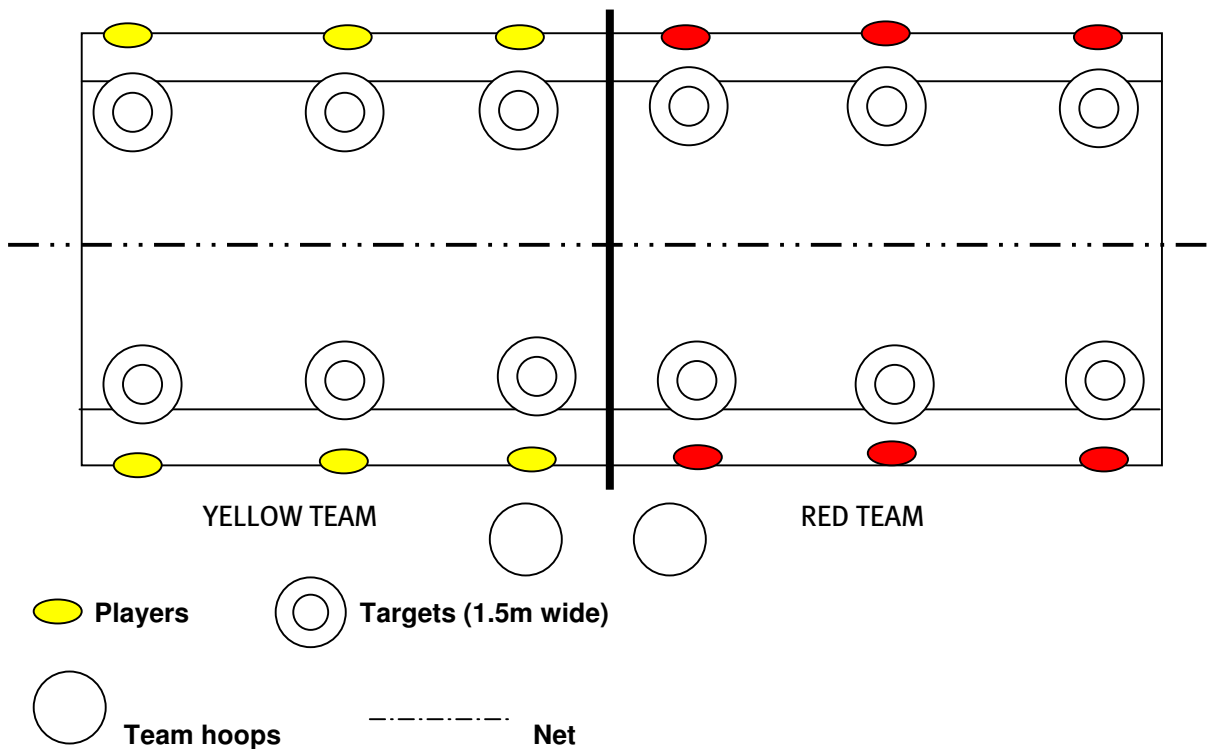 YELLOW TEAM RED TEAM
Players Targets (1.5m wide)
Team hoops Net